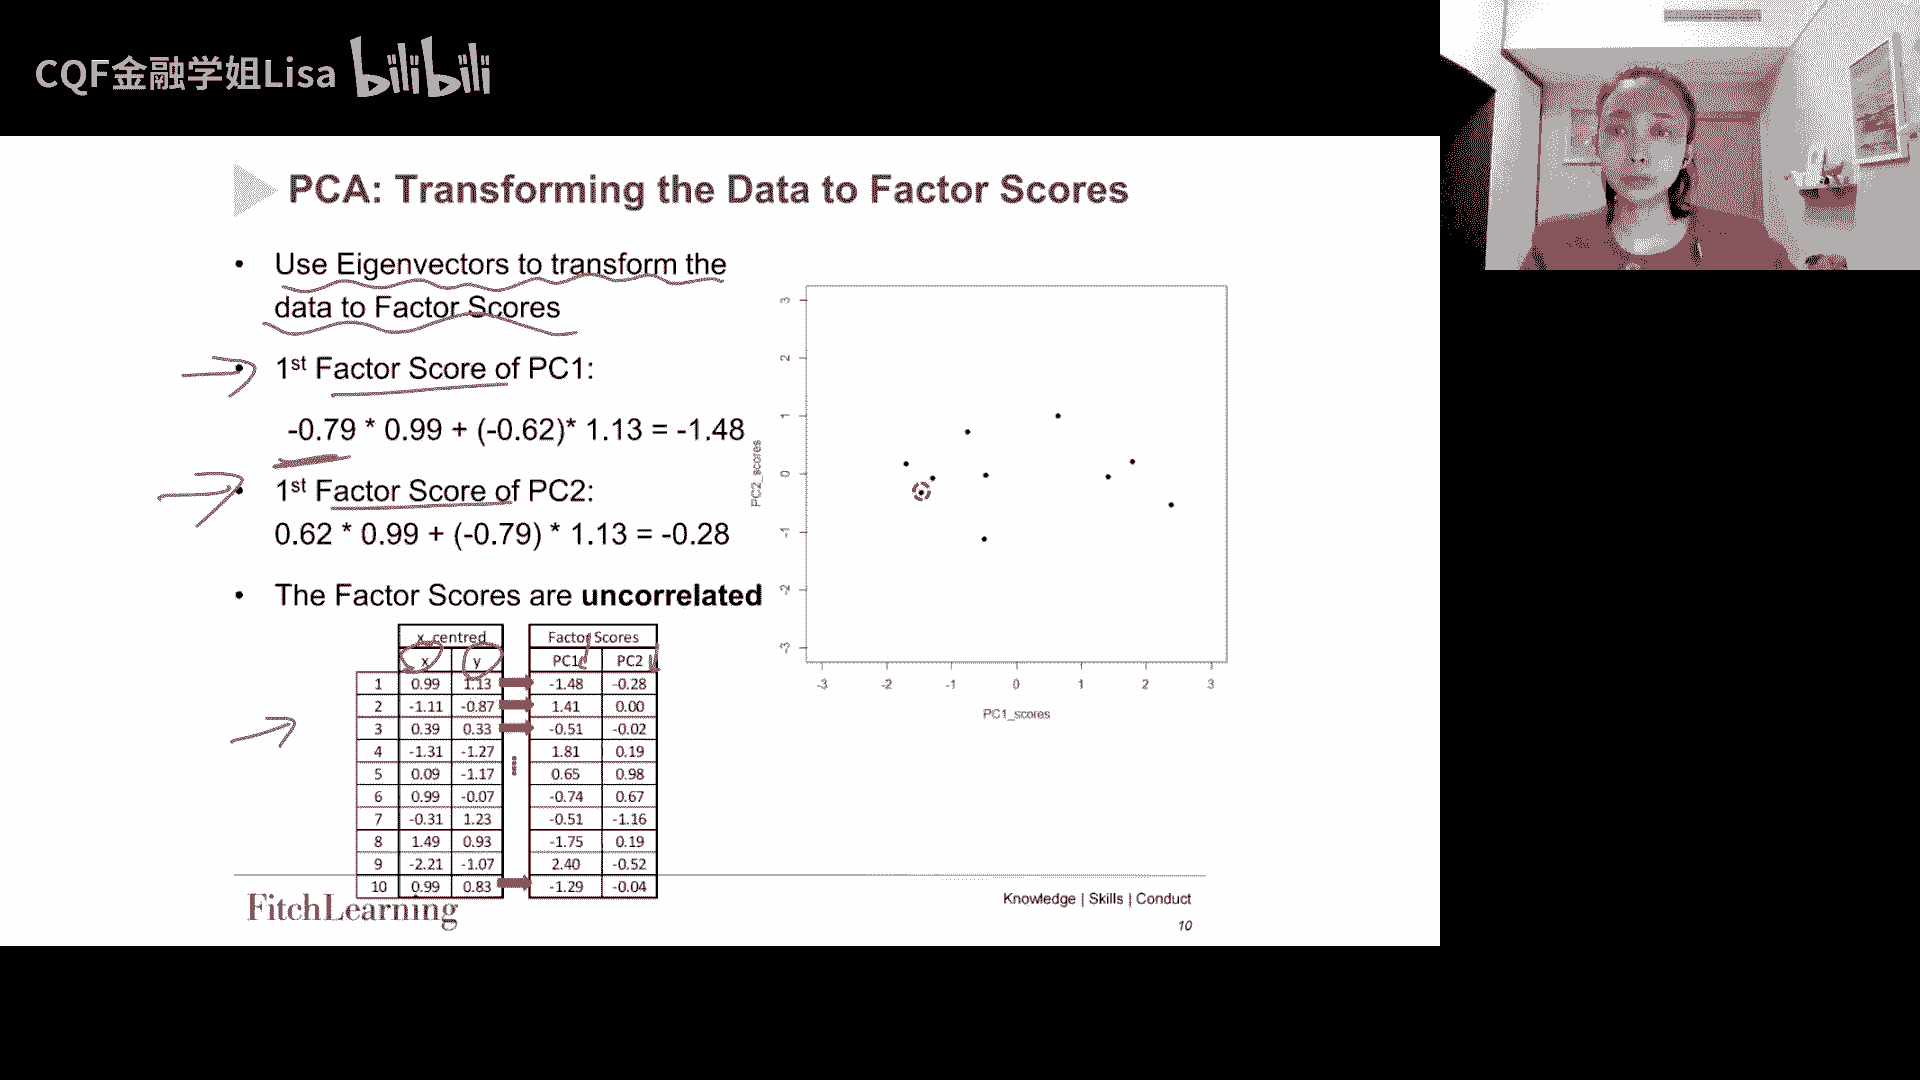 CQF金融学姐Lisa bilibili
PCA: Transforming the Data to Factor Scores
• Use Eigenvectors to transform the
data to Factor Scores
• 1st Factor Score of PC1:
-0.79 * 0.99 + (-0.62)* 1.13 = -1.48
• 1st Factor Score of PC2:
0.62 * 0.99 + (-0.79) * 1.13 = -0.28
• The Factor Scores are uncorrelated
x_centred Factor Scores
x y PC1 PC2
1 0.99 1.13 -1.48 -0.28
2 -1.11 -0.87 1.41 0.00
3 0.39 0.33 -0.51 -0.02
4 -1.31 -1.27 1.81 0.19
5 0.09 -1.17 0.65 0.98
6 0.99 -0.07 -0.74 0.67
7 -0.31 1.23 -0.51 -1.16
8 1.49 0.93 -1.75 0.19
9 -2.21 -1.07 2.40 -0.52
10 0.99 0.83 -1.29 -0.04
PC2_scores
3
2
1
0
-1
-2
-3
-3 -2 -1 0 1 2 3
PC1_scores
FitchLearning
Knowledge | Skills | Conduct
10